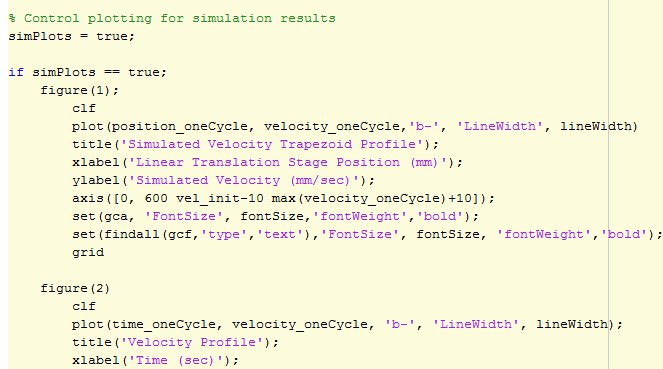 % Control plotting for simulation results
simPlots = true;
if simPlots == true;
figure(1);
clf
plot(position_oneCycle, velocity_oneCycle,'b-', 'LineWidth', lineWidth)
title('Simulated Velocity Trapezoid Profile');
xlabel('Linear Translation Stage Position (mm)');
ylabel('Simulated Velocity (mm/sec)');
axis([0, 600 vel_init-10 max(velocity_oneCycle)+10]);
set(gca, 'FontSize', fontSize,'fontWeight','bold');
set(findall(gcf,'type','text'),'FontSize', fontSize, 'fontWeight','bold');
grid
figure(2)
clf
plot(time_oneCycle, velocity_oneCycle, 'b-', 'LineWidth', lineWidth);
title('Velocity Profile');
xlabel('Time (sec)');